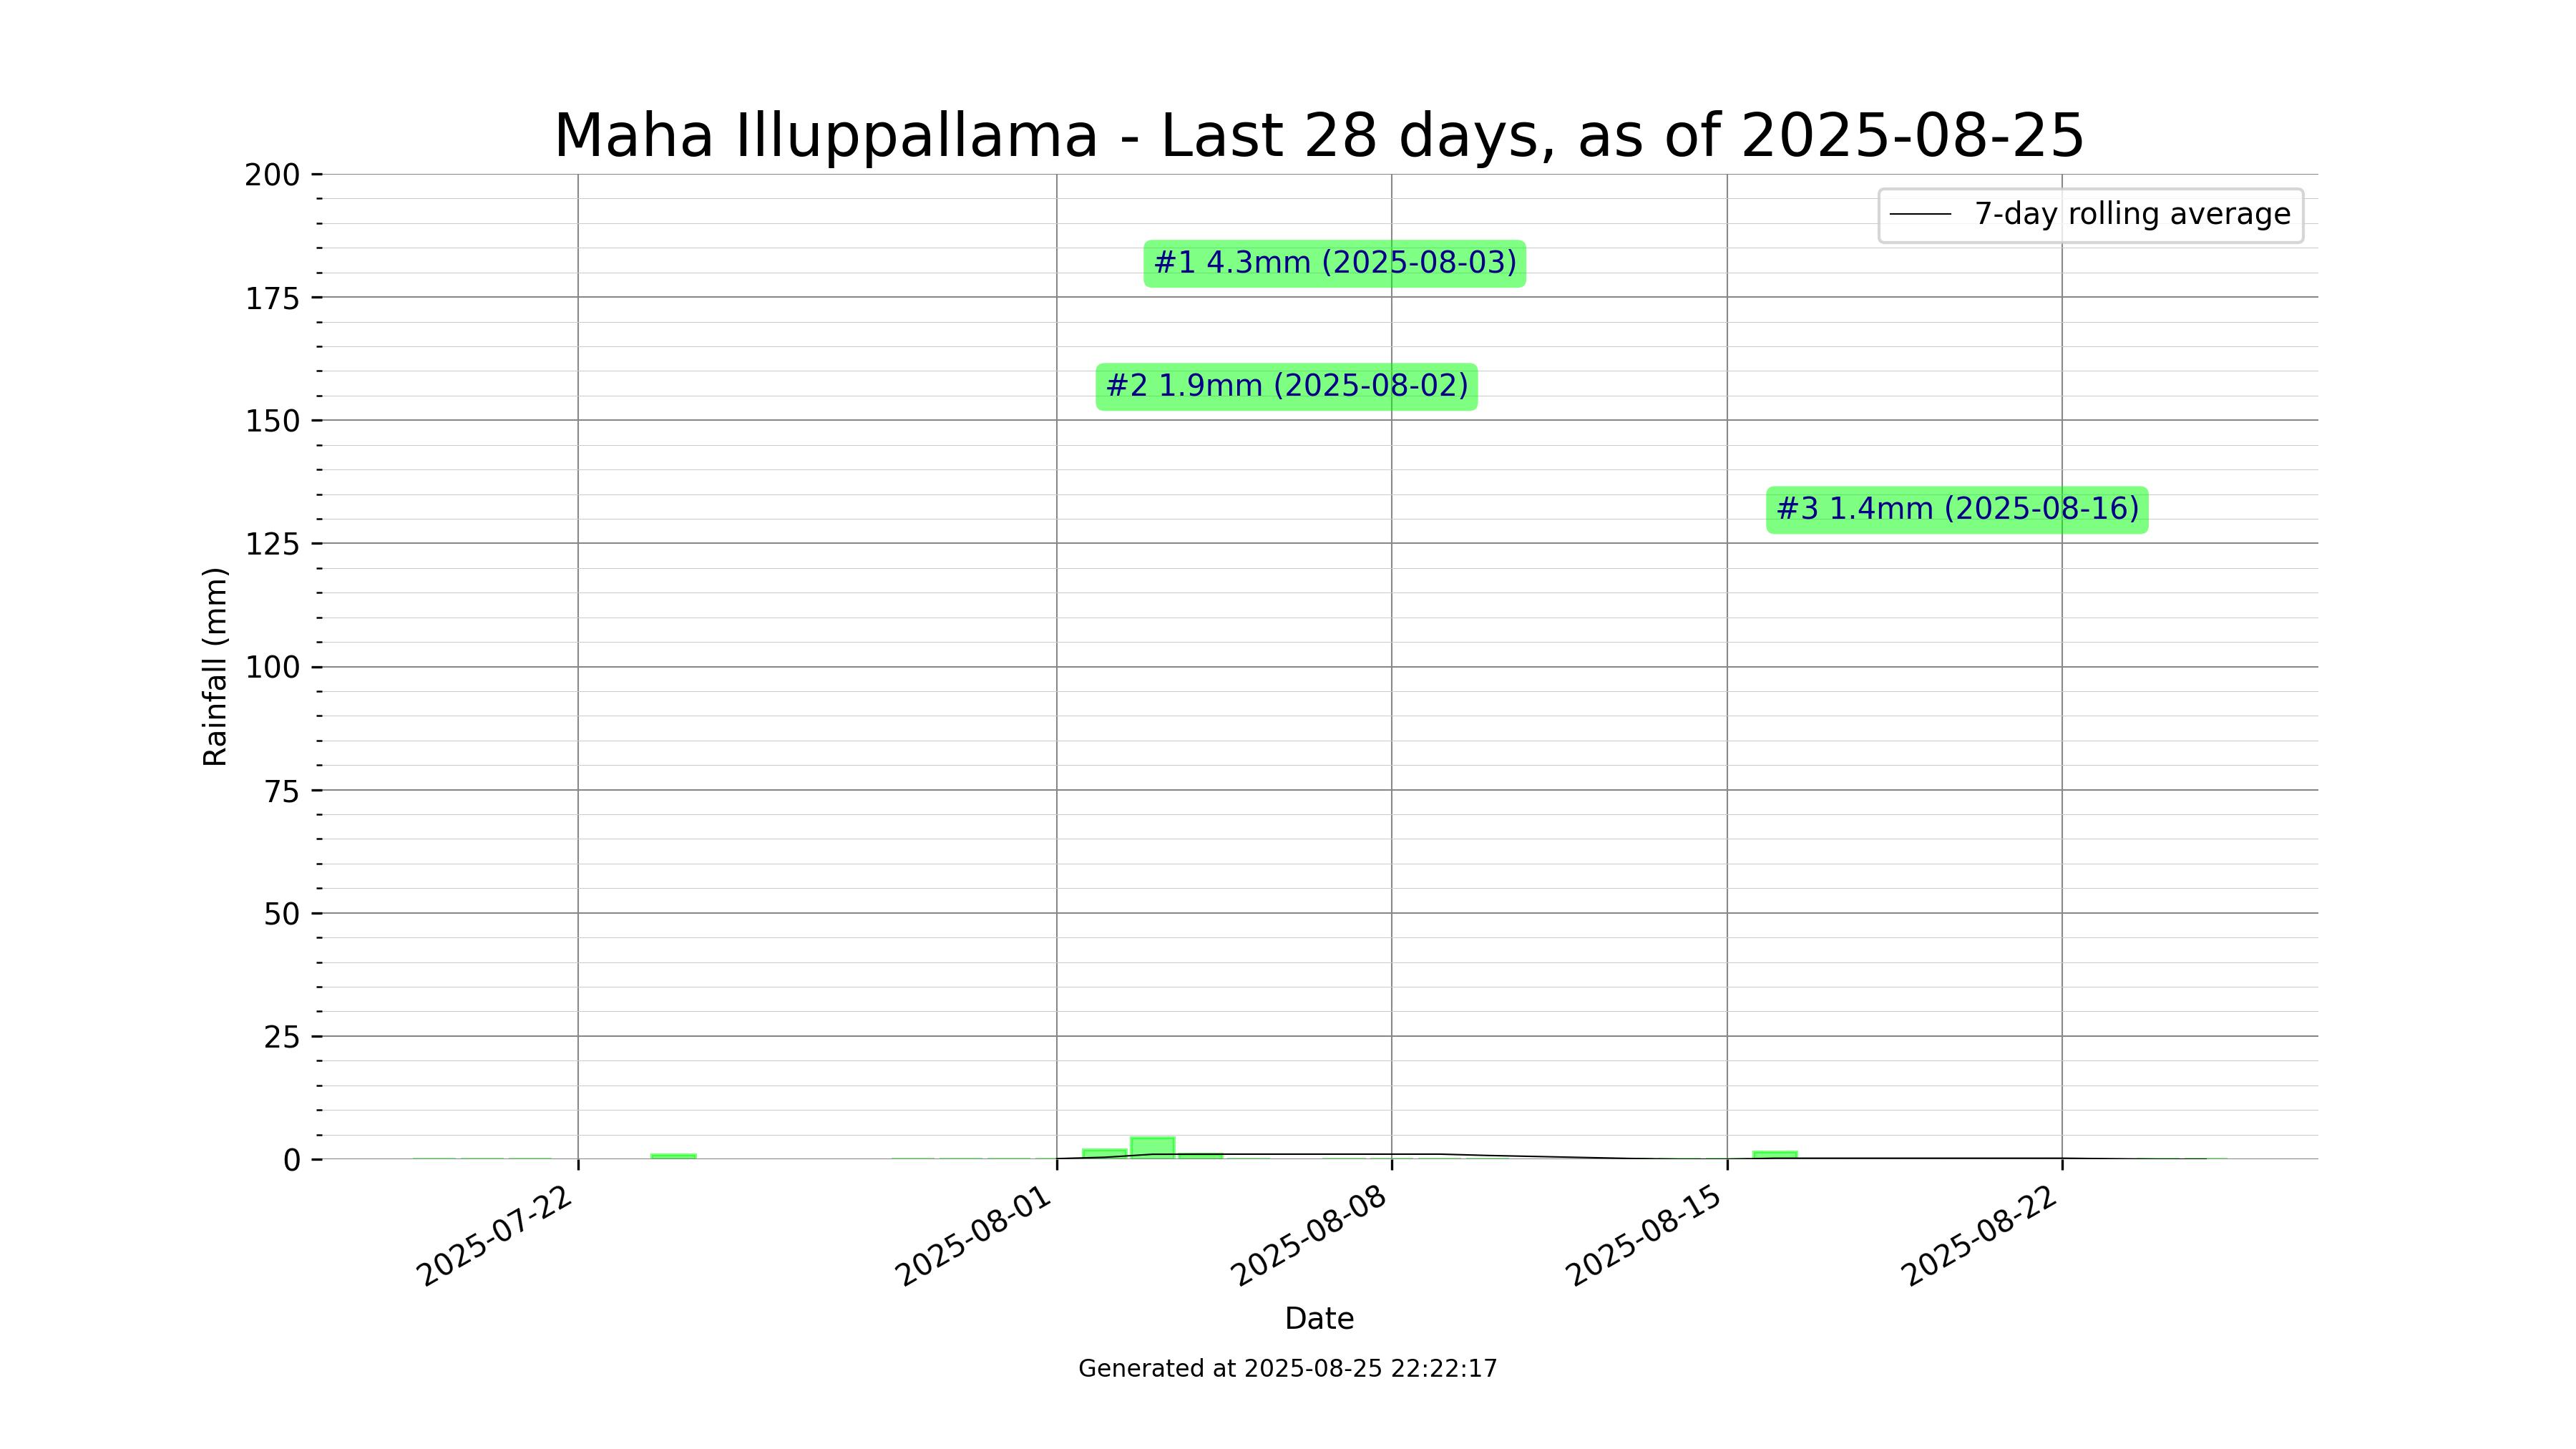 Maha Illuppallama - Last 28 days, as of 2025-08-25
200
175
150
125
100
75
50
25
0
Rainfall (mm)
7-day rolling average
#1 4.3mm (2025-08-03)
#2 1.9mm (2025-08-02)
#3 1.4mm (2025-08-16)
2025-07-22
2025-08-01
2025-08-08
2025-08-15
2025-08-22
Date
Generated at 2025-08-25 22:22:17